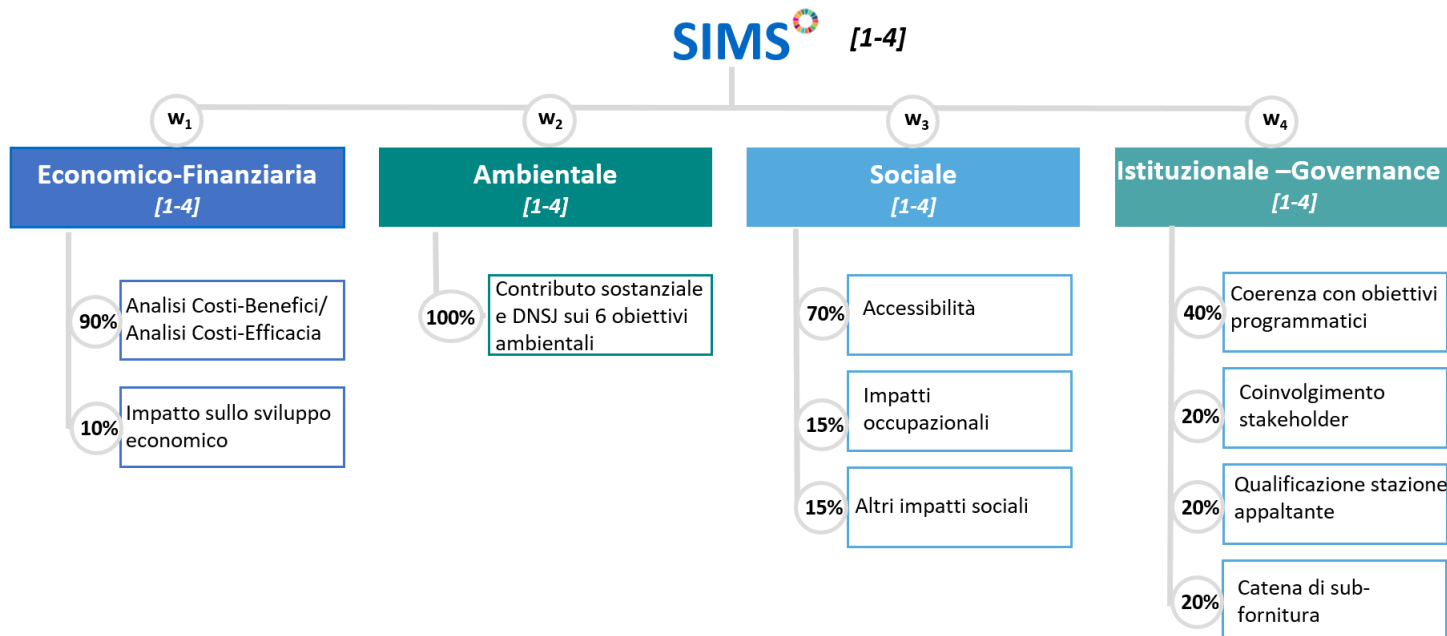 SIMS [1-4]
w1
w2
w3
w4
Economico-Finanziaria
[1-4]
Ambientale
[1-4]
Sociale
[1-4]
Istituzionale –Governance
[1-4]
90%
Analisi Costi-Benefici/
Analisi Costi-Efficacia
10%
Impatto sullo sviluppo
economico
100%
Contributo sostanziale
e DNSJ sui 6 obiettivi
ambientali
70%
Accessibilità
15%
Impatti
occupazionali
15%
Altri impatti sociali
40%
Coerenza con obiettivi
programmatici
20%
Coinvolgimento
stakeholder
20%
Qualificazione stazione
appaltante
20%
Catena di sub-
fornitura